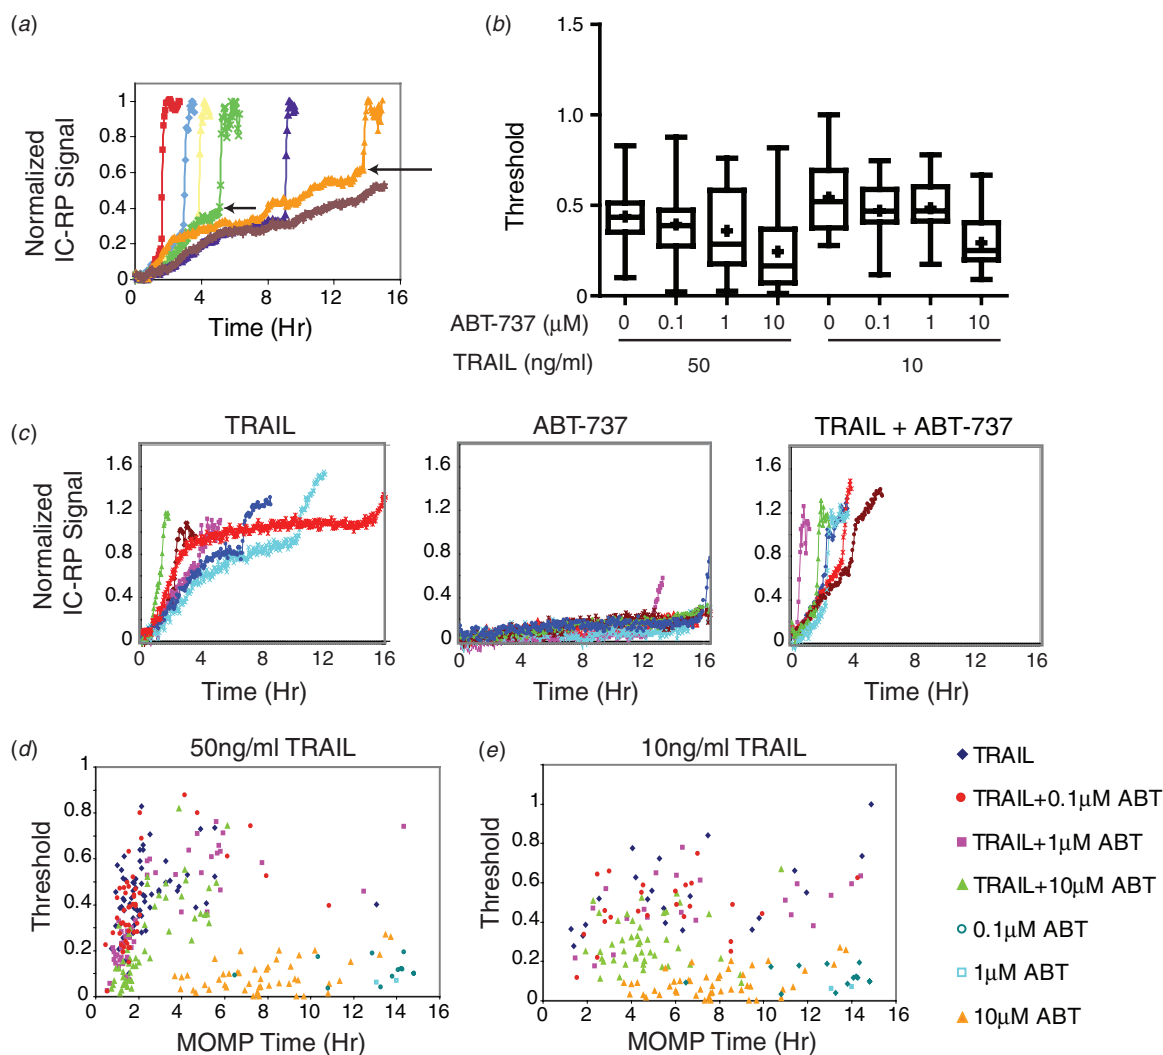 (a)
Normalized
IC-RP Signal
1
0.8
0.6
0.4
0.2
0
0 4 8 12 16
Time (Hr)
(b)
Threshold
1.5
1.0
0.5
0
ABT-737 (μM) 0 0.1 1 10 0 0.1 1 10
TRAIL (ng/ml) 50 10
(c)
TRAIL
Normalized
IC-RP Signal
1.6
1.2
0.8
0.4
0
0 4 8 12 16
Time (Hr)
ABT-737
1.6
1.2
0.8
0.4
0
0 4 8 12 16
Time (Hr)
TRAIL + ABT-737
1.6
1.2
0.8
0.4
0
0 4 8 12 16
Time (Hr)
(d)
50ng/ml TRAIL
Threshold
1
0.8
0.6
0.4
0.2
0
0 2 4 6 8 10 12 14 16
MOMP Time (Hr)
(e)
10ng/ml TRAIL
Threshold
1
0.8
0.6
0.4
0.2
0
0 2 4 6 8 10 12 14 16
MOMP Time (Hr)
TRAIL
TRAIL+0.1μM ABT
TRAIL+1μM ABT
TRAIL+10μM ABT
0.1μM ABT
1μM ABT
10μM ABT